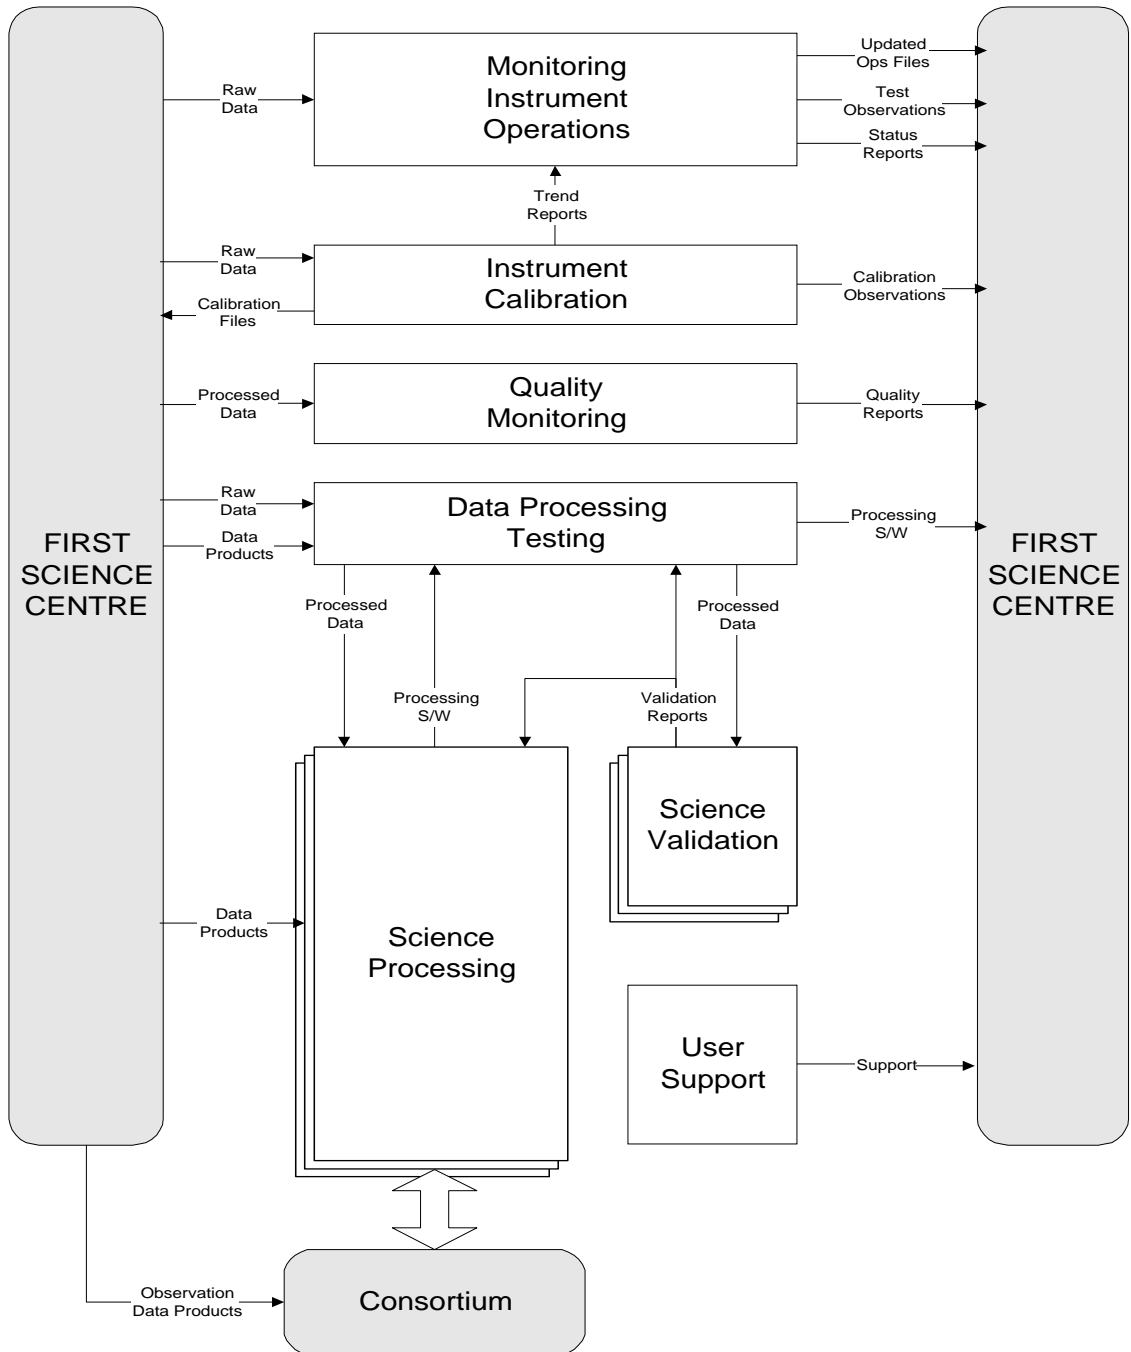 Updated
Ops Files
Monitoring
Instrument
Operations
Raw
Data
Test
Observations
Status
Reports
Trend
Reports
Raw
Data
Instrument
Calibration
Calibration
Observations
Calibration
Files
Processed
Data
Quality
Monitoring
Quality
Reports
Raw
Data
Data Processing
Testing
Processing
S/W
Data
Products
FIRST
SCIENCE
CENTRE
FIRST
SCIENCE
CENTRE
Processed
Data
Processed
Data
Processing
S/W
Validation
Reports
Science
Validation
Data
Products
Science
Processing
User
Support
Support
Observation
Data Products
Consortium